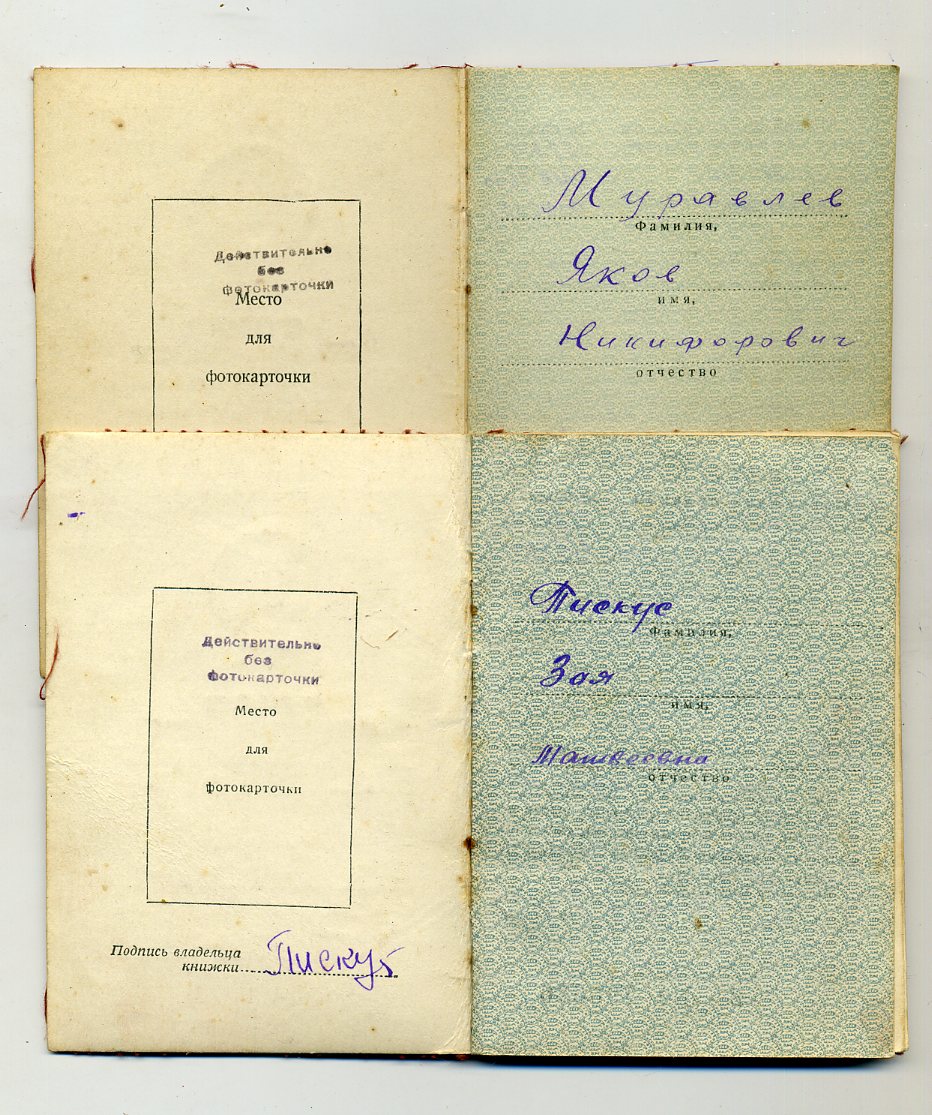 Действительно
без
фотокарточки
Место
для
фотокарточки
Муравлев
Фамилия,
Яков
имя,
Никифорович
отчество
Действительно
без
фотокарточки
Место
для
фотокарточки
Подпись владельца
книжки Пискус
Пискус
Фамилия,
Зоя
имя,
Матвеевна
отчество